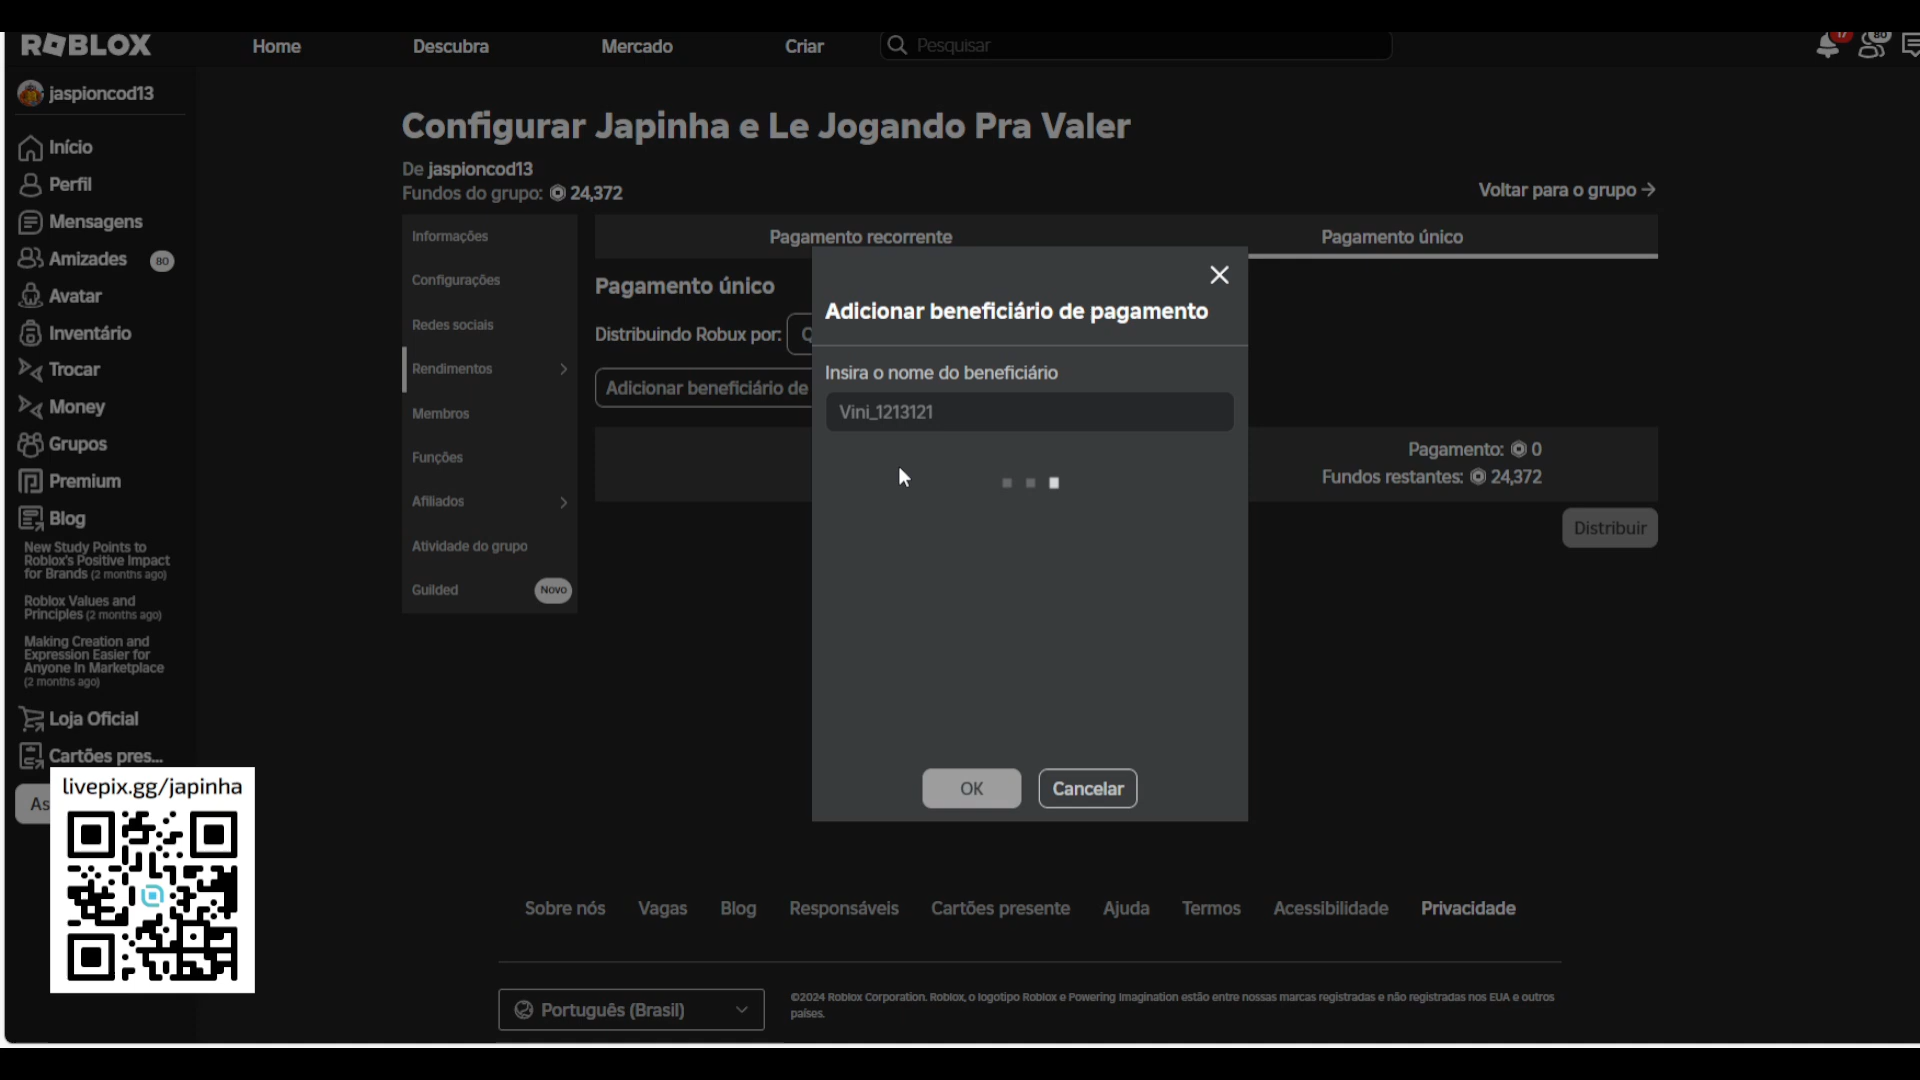 ROBLOX
Home
Descubra
Mercado
Criar
Pesquisar
17
80
jaspioncod13
Início
Perfil
Mensagens
Amizades
80
Avatar
Inventário
Trocar
Money
Grupos
Premium
Blog
New Study Points to
Roblox's Positive Impact
for Brands (2 months ago)
Roblox Values and
Principles (2 months ago)
Making Creation and
Expression Easier for
Anyone In Marketplace
(2 months ago)
Loja Oficial
Cartões pres...
As
livepix.gg/japinha
Configurar Japinha e Le Jogando Pra Valer
De jaspioncod13
Fundos do grupo: 24,372
Voltar para o grupo
Informações
Configurações
Redes sociais
Rendimentos
Membros
Funções
Afiliados
Atividade do grupo
Guilded
Novo
Pagamento recorrente
Pagamento único
Pagamento único
Distribuindo Robux por:
Adicionar beneficiário de
Adicionar beneficiário de pagamento
Insira o nome do beneficiário
Vini_1213121
OK
Cancelar
Pagamento: 0
Fundos restantes: 24,372
Distribuir
Sobre nós
Vagas
Blog
Responsáveis
Cartões presente
Ajuda
Termos
Acessibilidade
Privacidade
Português (Brasil)
©2024 Roblox Corporation. Roblox, o logotipo Roblox e Powering Imagination estão entre nossas marcas registradas e não registradas nos EUA e outros
países.